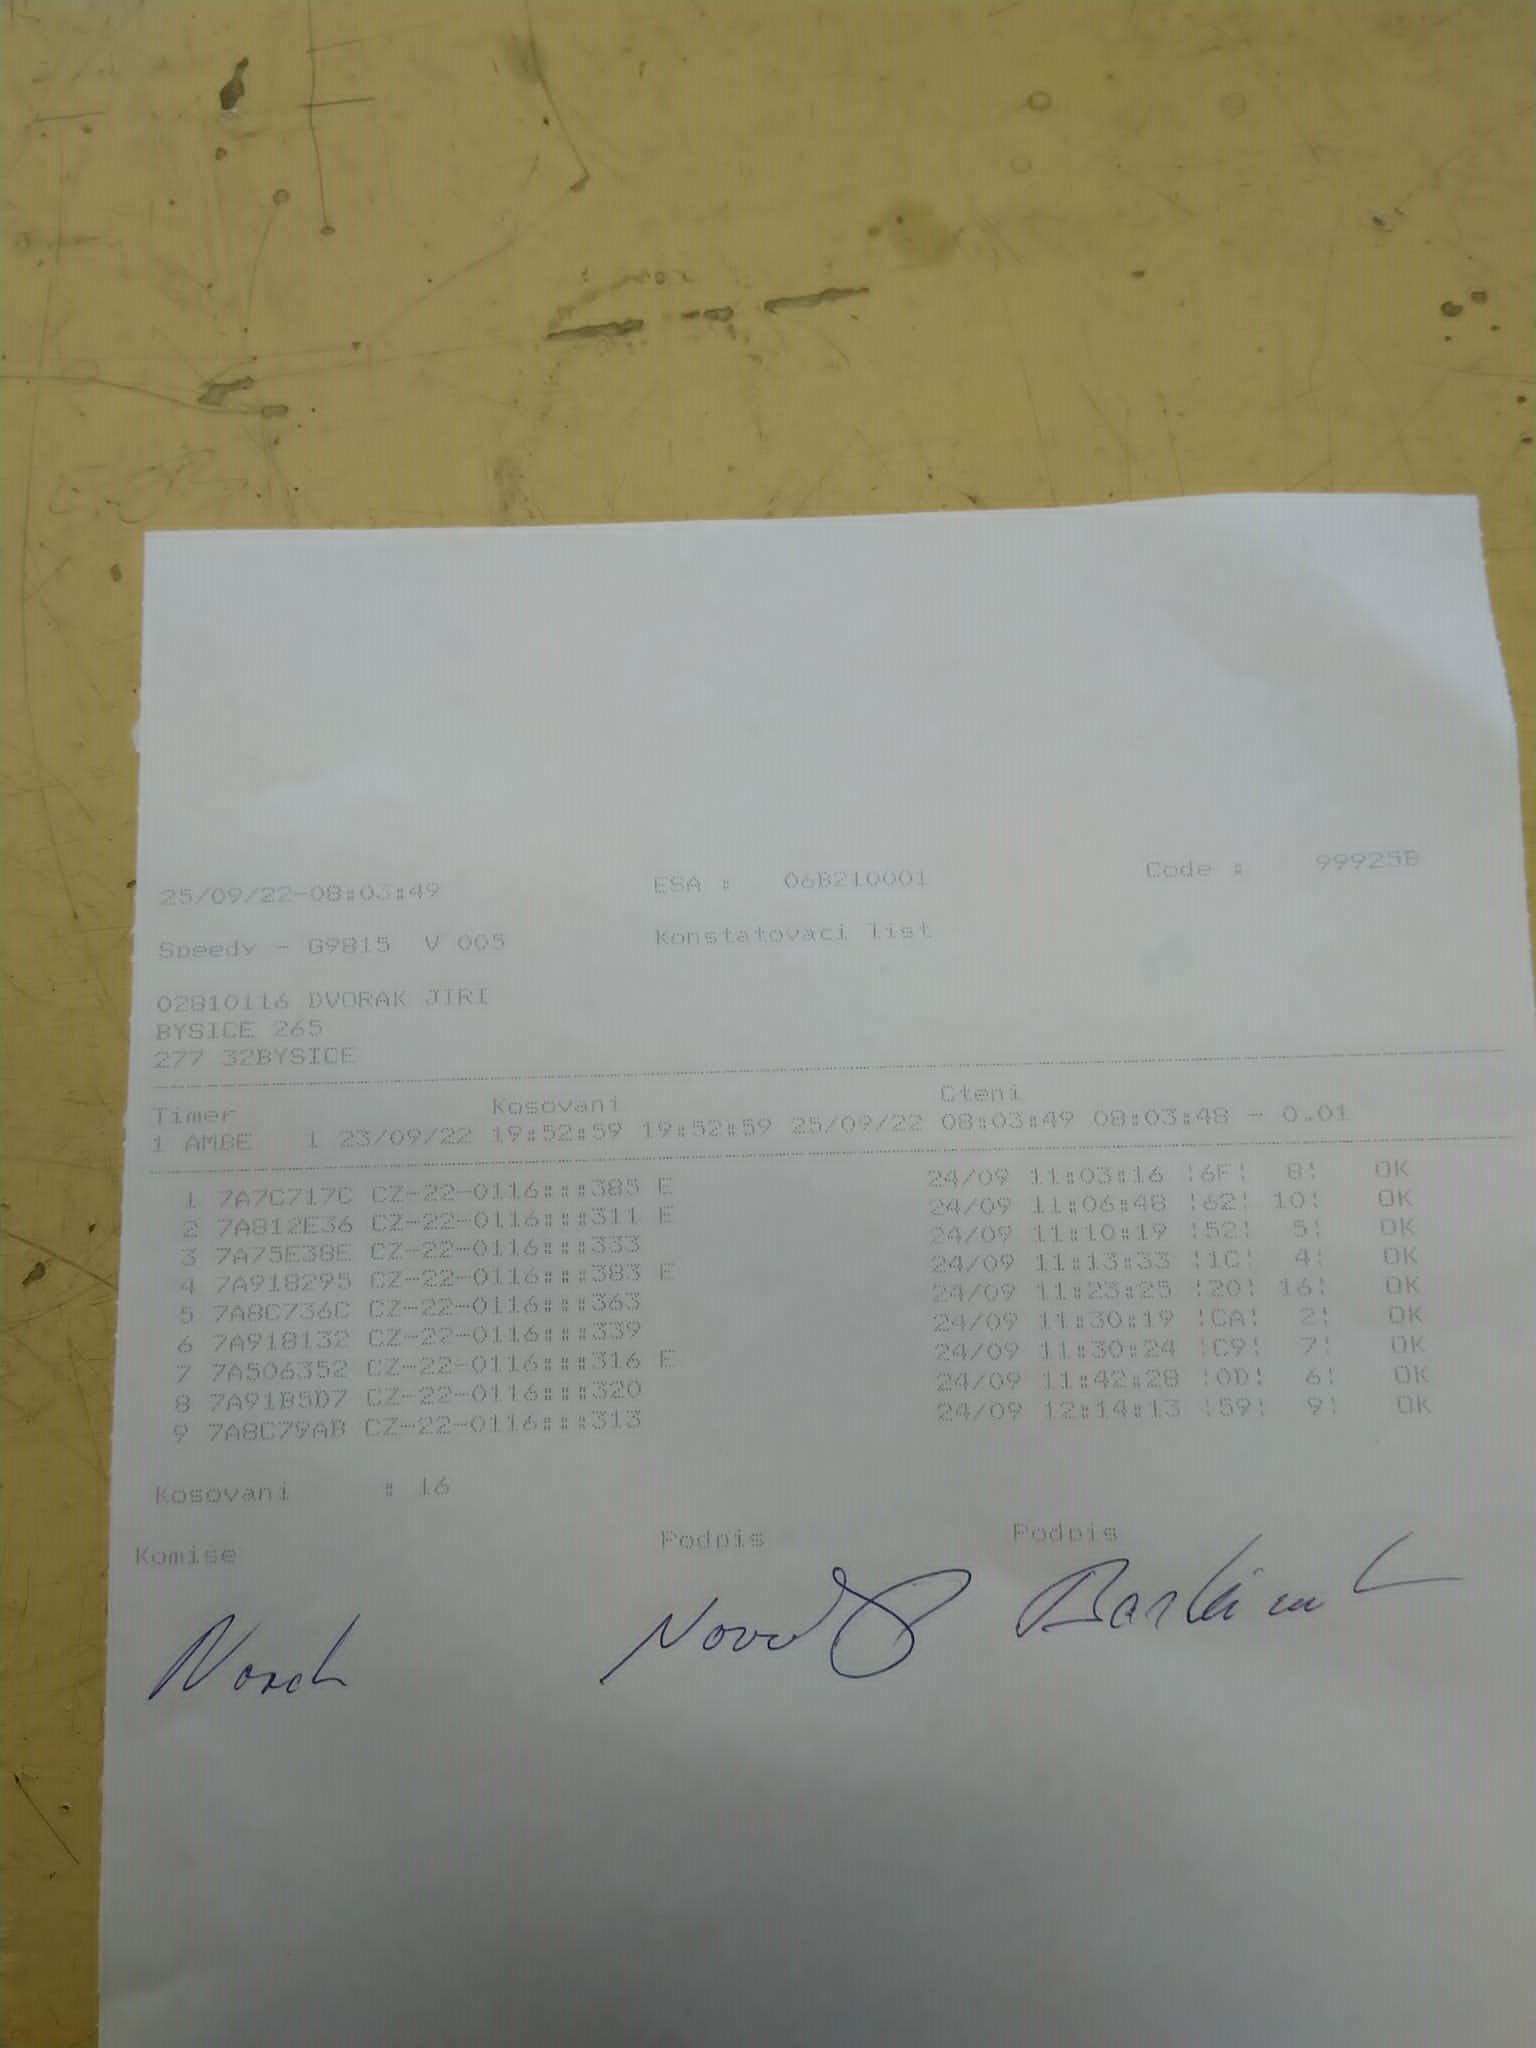 25/09/22-08:03:49 ESA : 06B210001 Code : 99925B
Speedy - G9815 V 005 Konstatovaci list
02810116 DVORAK JIRI
BYSICE 265
277 32BYSICE
Timer Kosovani Cteni
1 AMBE 1 23/09/22 19:52:59 19:52:59 25/09/22 08:03:49 08:03:48 - 0.01
1 7A7C717C CZ-22-0116:::385 E 24/09 11:03:16 !6F! 8! OK
2 7A812E36 CZ-22-0116:::311 E 24/09 11:06:48 !62! 10! OK
3 7A75E38E CZ-22-0116:::333 24/09 11:10:19 !52! 5! OK
4 7A918295 CZ-22-0116:::383 E 24/09 11:13:33 !1C! 4! OK
5 7A8C736C CZ-22-0116:::363 24/09 11:23:25 !20! 16! OK
6 7A918132 CZ-22-0116:::339 24/09 11:30:19 !CA! 2! OK
7 7A506352 CZ-22-0116:::316 E 24/09 11:30:24 !C9! 7! OK
8 7A91B5D7 CZ-22-0116:::320 24/09 11:42:28 !0D! 6! OK
9 7A8C79AB CZ-22-0116:::313 24/09 12:14:13 !59! 9! OK
Kosovani : 16
Komise Podpis Podpis